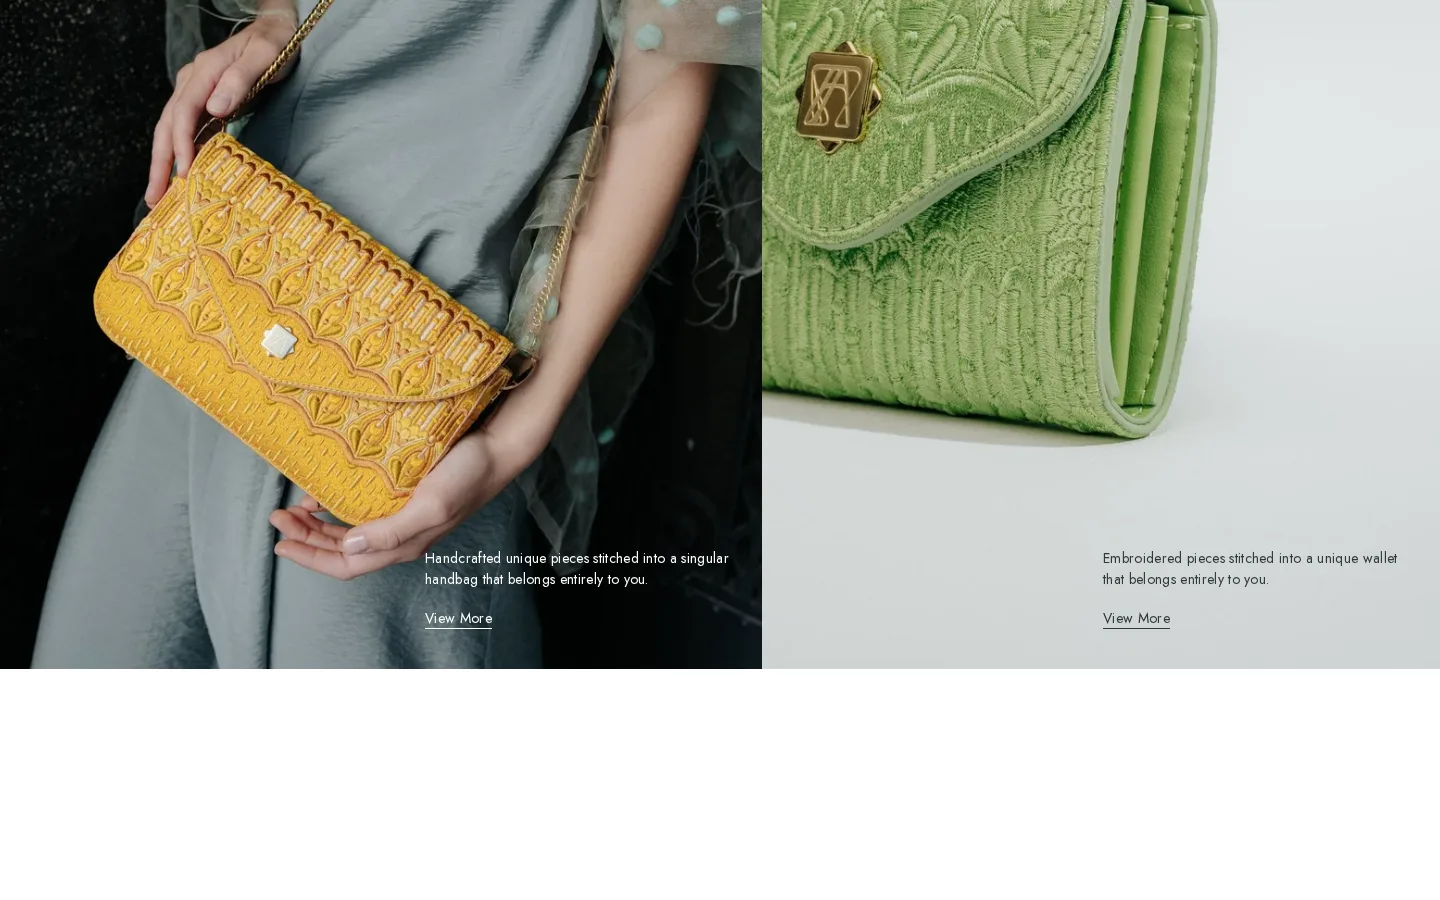 Handcrafted unique pieces stitched into a singular
handbag that belongs entirely to you.
View More
Embroidered pieces stitched into a unique wallet
that belongs entirely to you.
View More